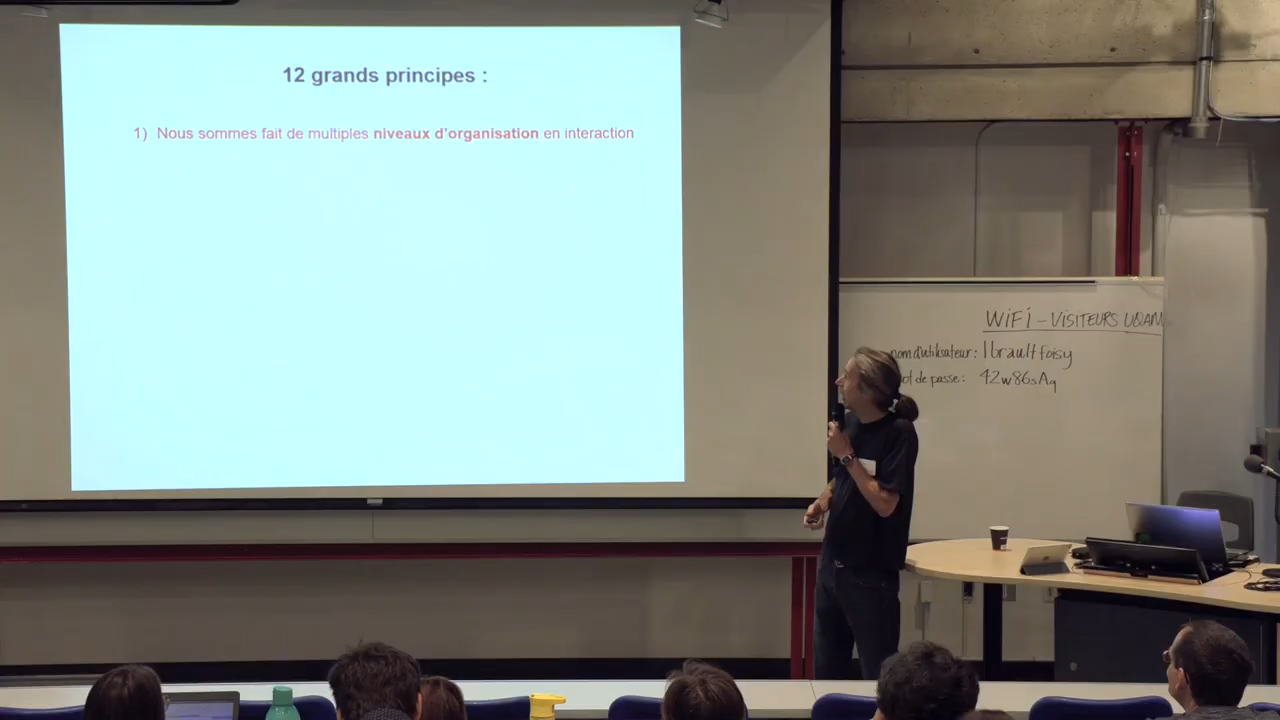 12 grands principes :
1) Nous sommes fait de multiples niveaux d'organisation en interaction
WiFi - VISITEURS UQAM
nom d'utilisateur : lbraultfoisy
ot de passe : 42w86sAq